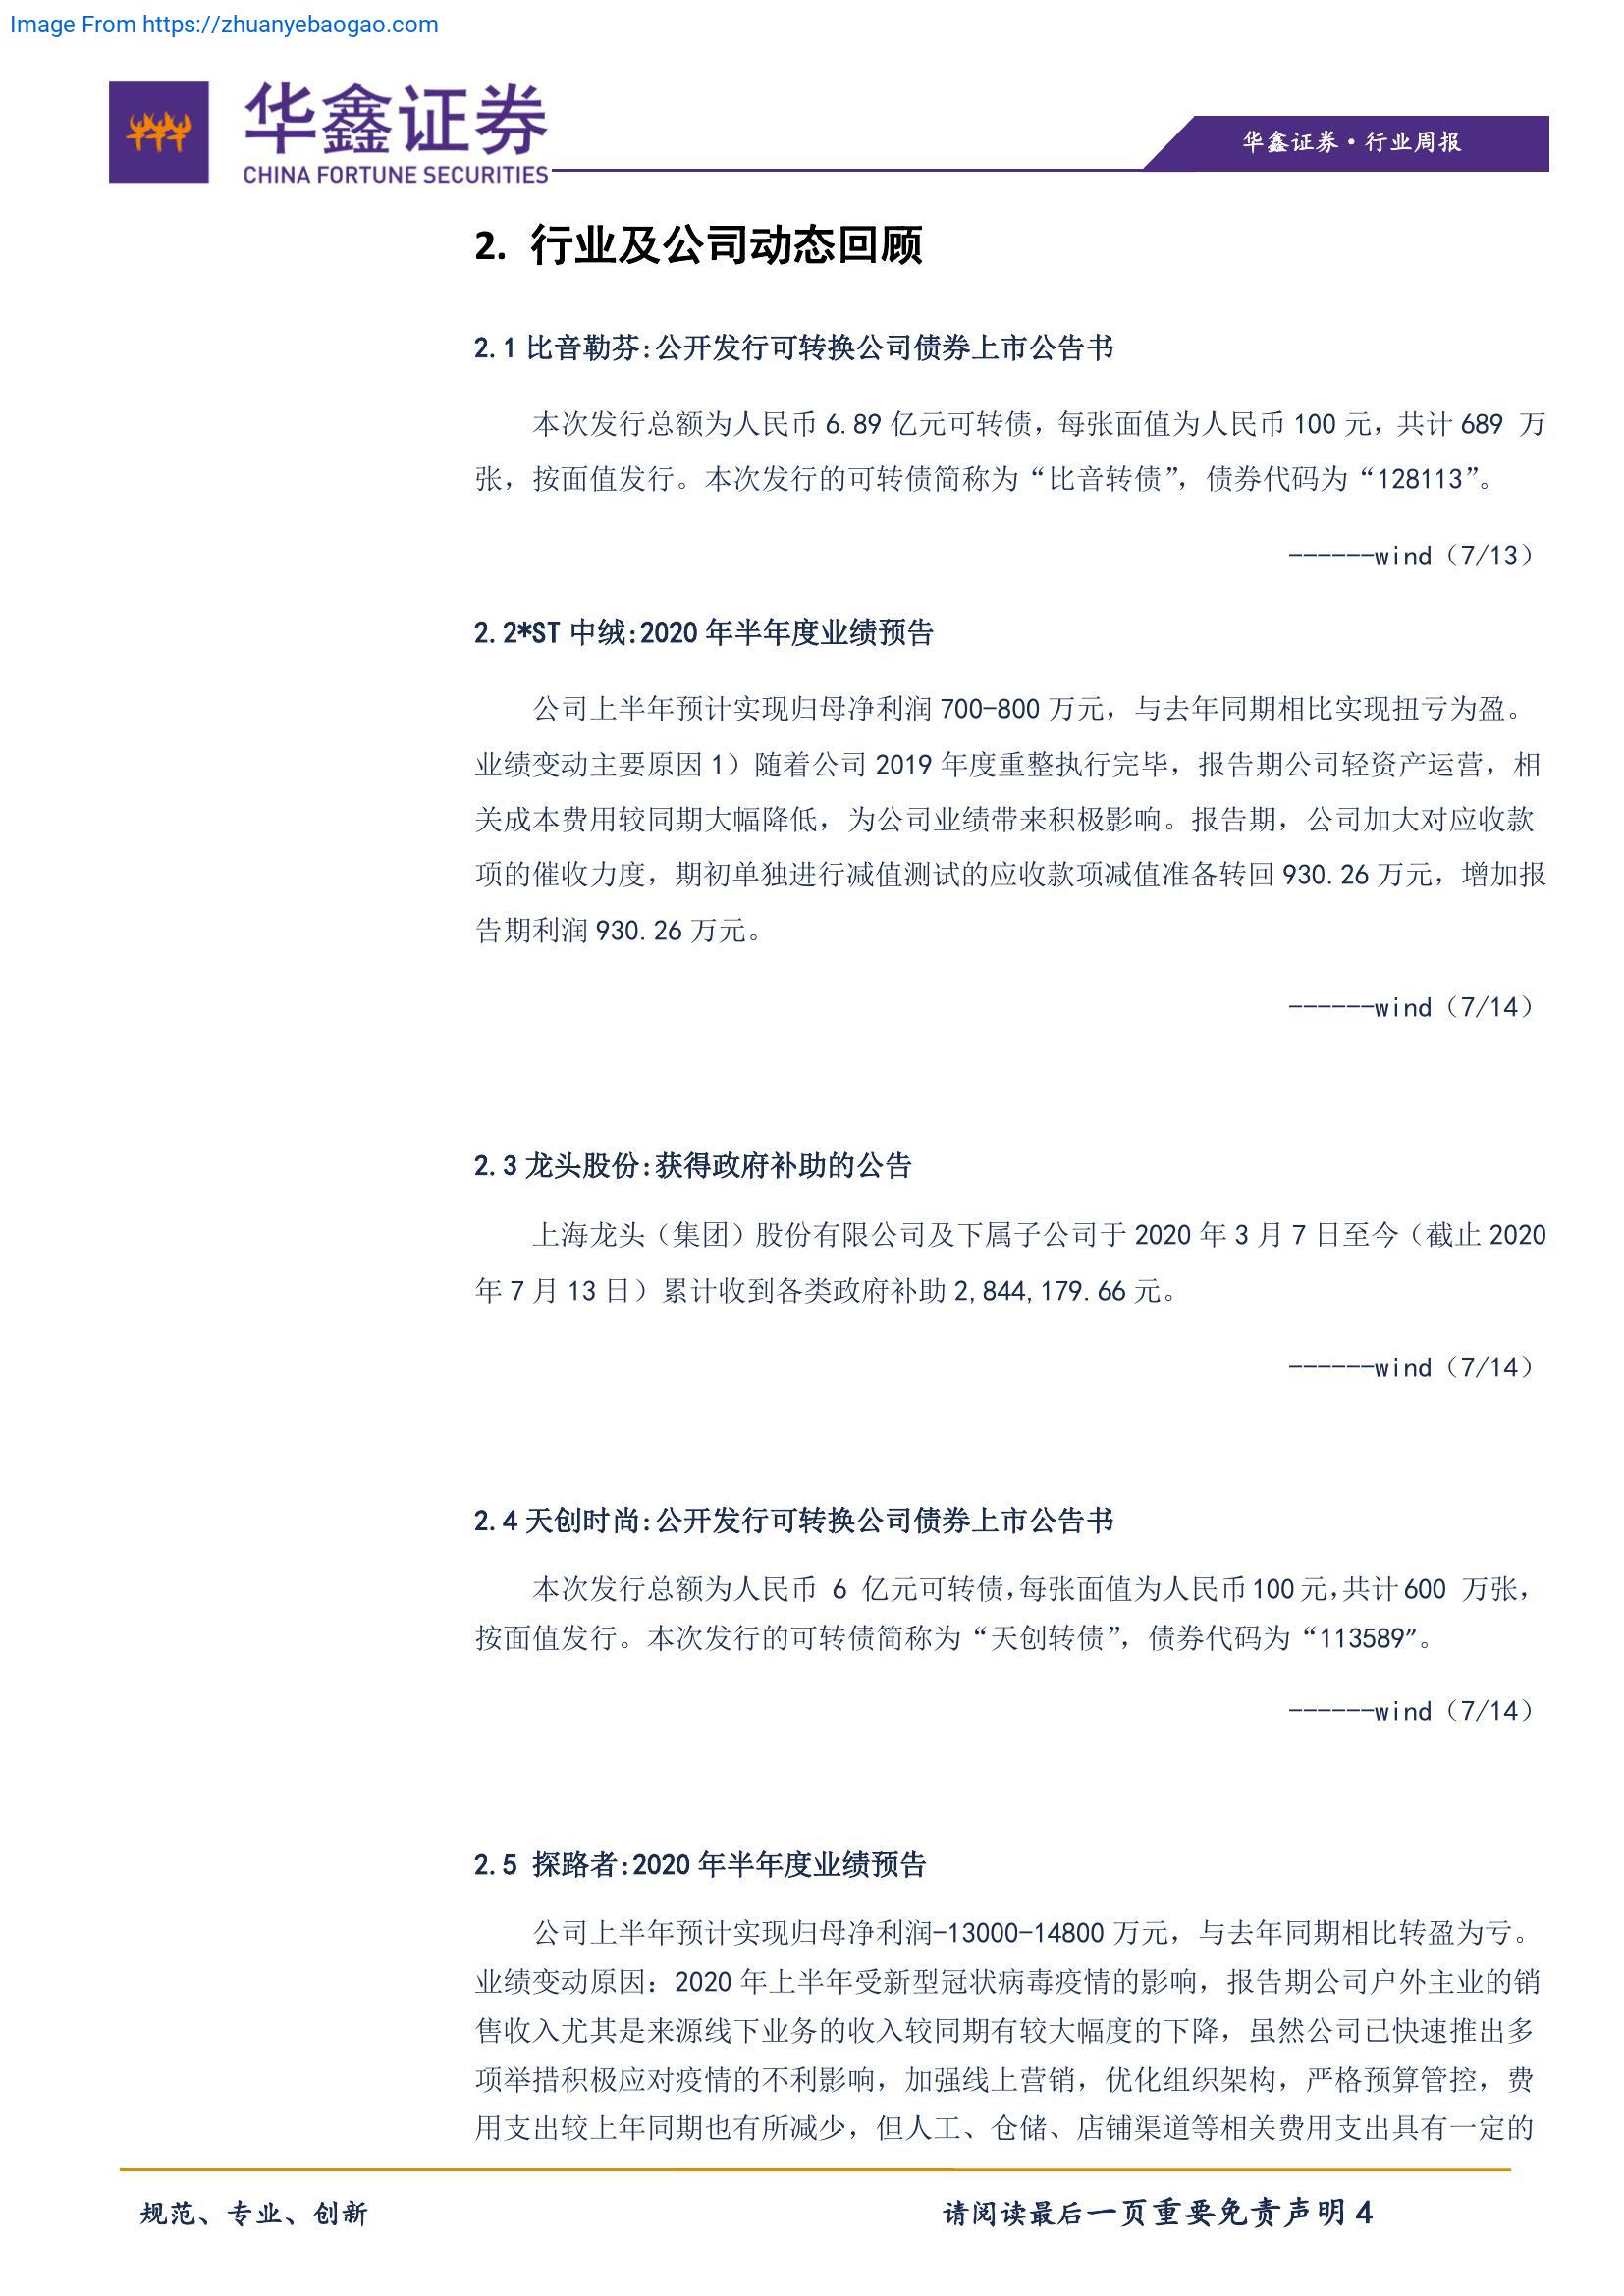 Image From https://zhuanyebaogao.com
华鑫证券
CHINA FORTUNE SECURITIES
华鑫证券·行业周报
2. 行业及公司动态回顾
2.1 比音勒芬:公开发行可转换公司债券上市公告书
本次发行总额为人民币 6.89 亿元可转债，每张面值为人民币 100 元，共计 689 万
张，按面值发行。本次发行的可转债简称为“比音转债”，债券代码为“128113”。
------wind（7/13）
2.2*ST 中绒:2020 年半年度业绩预告
公司上半年预计实现归母净利润 700-800 万元，与去年同期相比实现扭亏为盈。
业绩变动主要原因 1）随着公司 2019 年度重整执行完毕，报告期公司轻资产运营，相
关成本费用较同期大幅降低，为公司业绩带来积极影响。报告期，公司加大对应收款
项的催收力度，期初单独进行减值测试的应收款项减值准备转回 930.26 万元，增加报
告期利润 930.26 万元。
------wind（7/14）
2.3 龙头股份:获得政府补助的公告
上海龙头（集团）股份有限公司及下属子公司于 2020 年 3 月 7 日至今（截止 2020
年 7 月 13 日）累计收到各类政府补助 2,844,179.66 元。
------wind（7/14）
2.4 天创时尚:公开发行可转换公司债券上市公告书
本次发行总额为人民币 6 亿元可转债，每张面值为人民币 100 元，共计 600 万张，
按面值发行。本次发行的可转债简称为“天创转债”，债券代码为“113589”。
------wind（7/14）
2.5 探路者:2020 年半年度业绩预告
公司上半年预计实现归母净利润-13000-14800 万元，与去年同期相比转盈为亏。
业绩变动原因：2020 年上半年受新型冠状病毒疫情的影响，报告期公司户外主业的销
售收入尤其是来源线下业务的收入较同期有较大幅度的下降，虽然公司已快速推出多
项举措积极应对疫情的不利影响，加强线上营销，优化组织架构，严格预算管控，费
用支出较上年同期也有所减少，但人工、仓储、店铺渠道等相关费用支出具有一定的
规范、专业、创新
请阅读最后一页重要免责声明 4